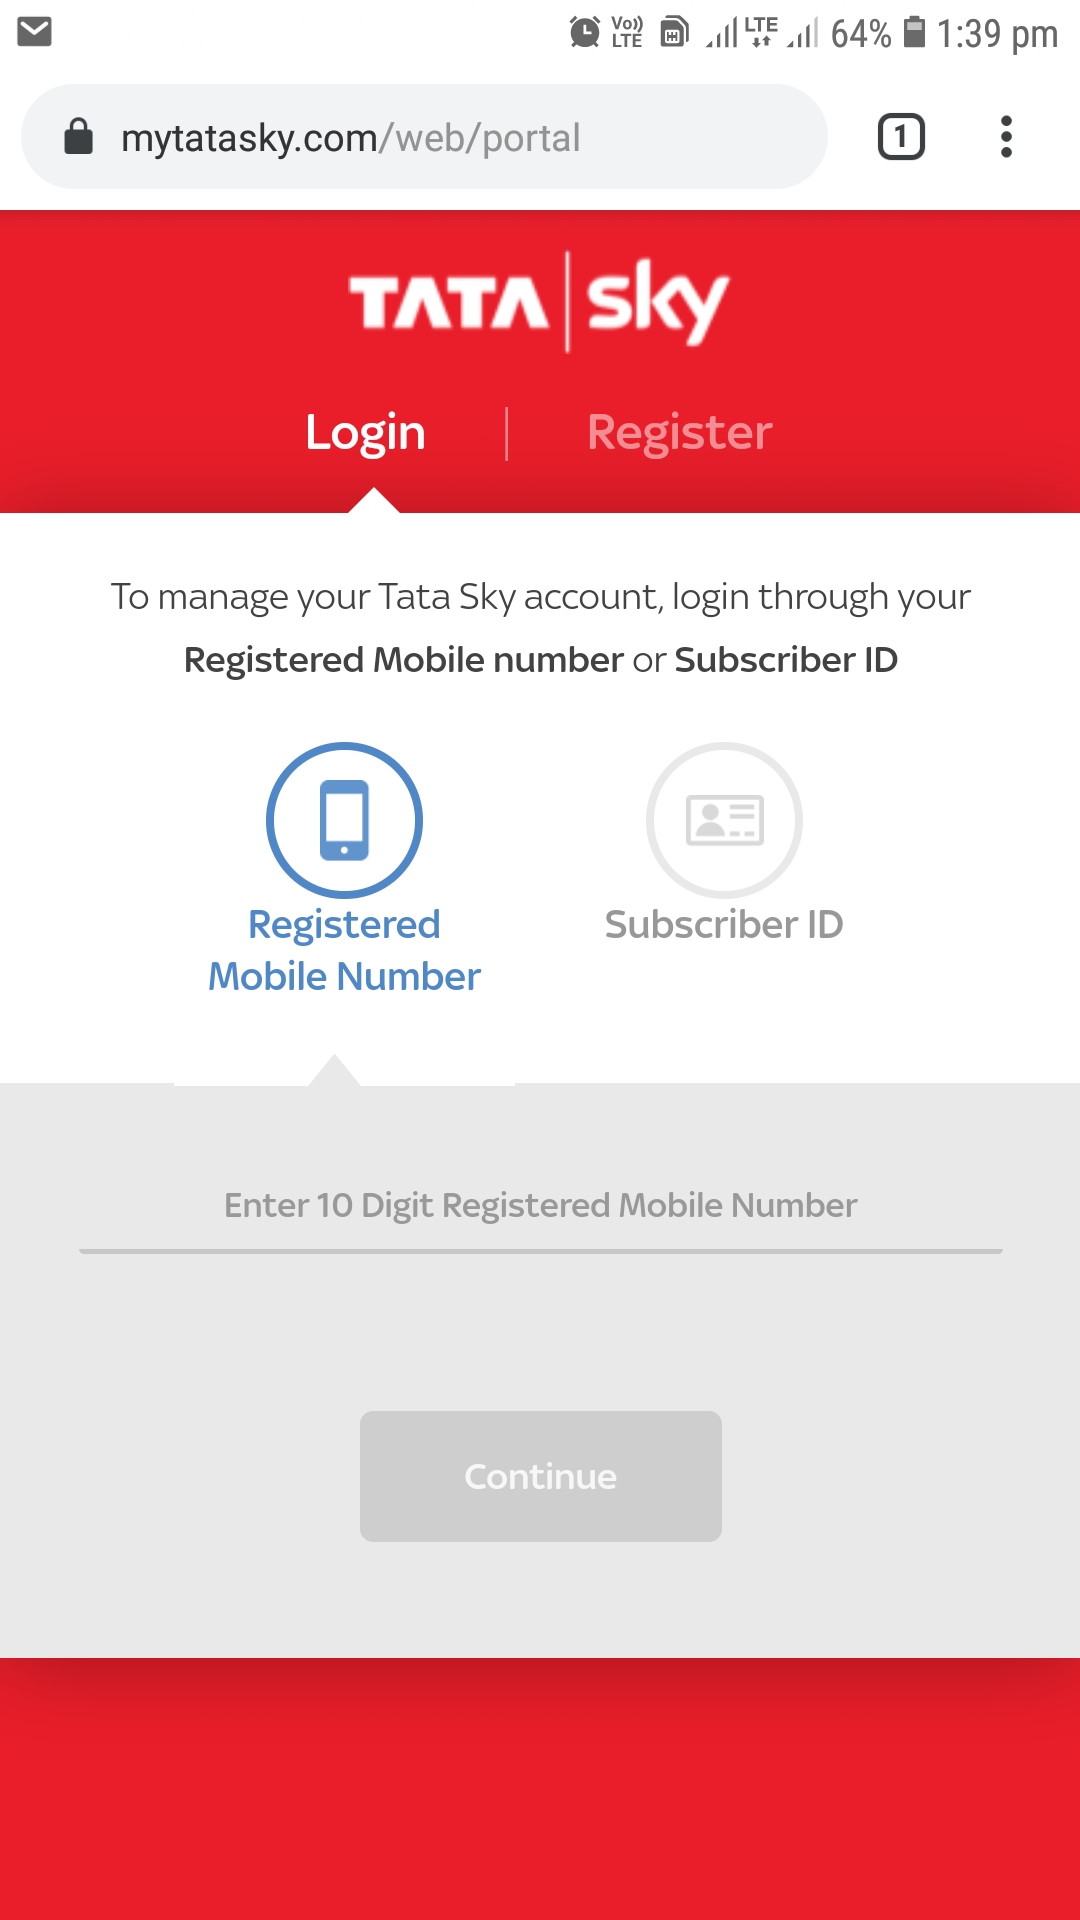 Vo)) LTE LTE 64% 1:39 pm
mytatasky.com/web/portal 1
TATA sky
Login Register
To manage your Tata Sky account, login through your
Registered Mobile number or Subscriber ID
Registered Mobile Number
Subscriber ID
Enter 10 Digit Registered Mobile Number
Continue